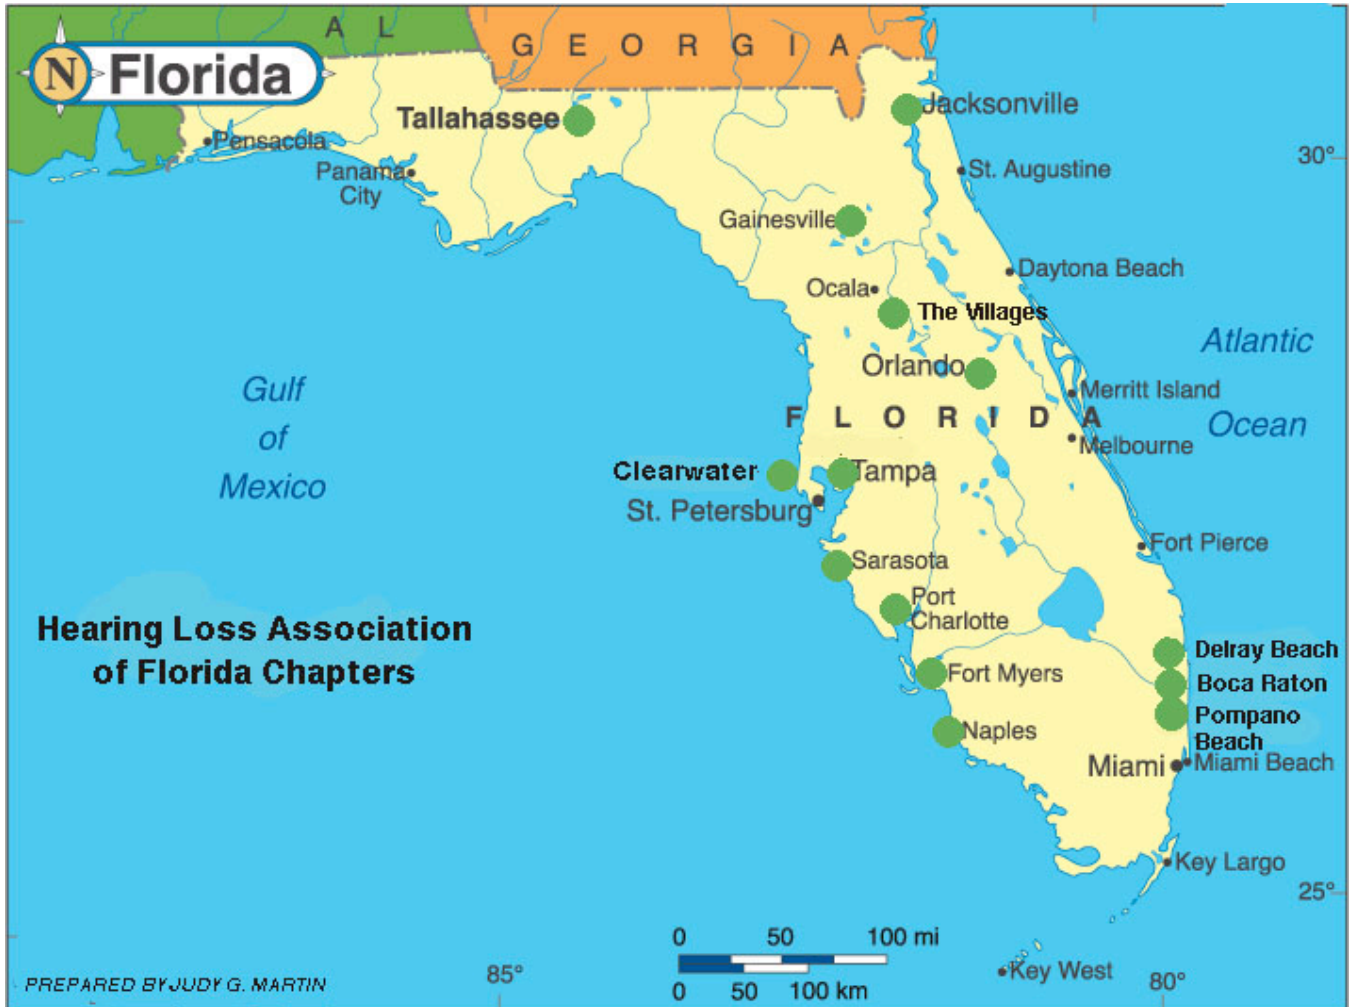 A L
G E O R G I A
N
Florida
Tallahassee
Jacksonville
Pensacola
30°
Panama
City
St. Augustine
Gainesville
Daytona Beach
Ocala
The Villages
Atlantic
Ocean
Orlando
Gulf
of
Mexico
Merritt Island
F L O R I D A
Melbourne
Clearwater
Tampa
St. Petersburg
Fort Pierce
Sarasota
Port
Charlotte
Hearing Loss Association
of Florida Chapters
Delray Beach
Fort Myers
Boca Raton
Pompano
Beach
Naples
Miami
Miami Beach
Key Largo
25°
0 50 100 mi
0 50 100 km
Key West
85°
80°
PREPARED BY JUDY G. MARTIN